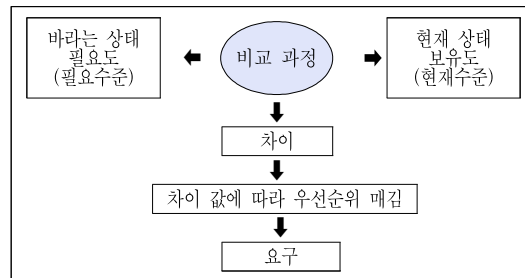 바라는 상태
필요도
(필요수준)
비교 과정
현재 상태
보유도
(현재수준)
차이
차이 값에 따라 우선순위 매김
요구